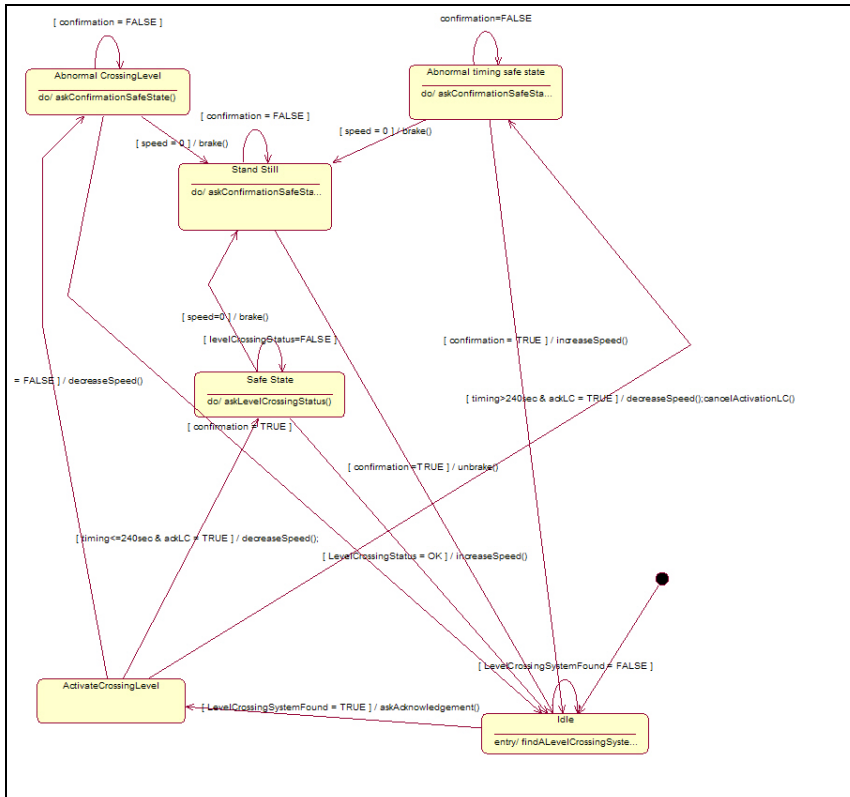 [ confirmation = FALSE ]
confirmation=FALSE
Abnormal CrossingLevel
do/ askConfirmationSafeState()
Abnormal timing safe state
do/ askConfirmationSafeSta...
[ confirmation = FALSE ]
[ speed = 0 ] / brake()
[ speed = 0 ] / brake()
Stand Still
do/ askConfirmationSafeSta...
[ speed=0 ] / brake()
[ levelCrossingStatus=FALSE ]
[ confirmation = TRUE ] / increaseSpeed()
= FALSE ] / decreaseSpeed()
Safe State
do/ askLevelCrossingStatus()
[ timing>240sec & ackLC = TRUE ] / decreaseSpeed();cancelActivationLC()
[ confirmation = TRUE ]
[ confirmation =TRUE ] / unbrake()
[ timing<=240sec & ackLC = TRUE ] / decreaseSpeed();
[ LevelCrossingStatus = OK ] / increaseSpeed()
[ LevelCrossingSystemFound = FALSE ]
ActivateCrossingLevel
[ LevelCrossingSystemFound = TRUE ] / askAcknowledgement()
Idle
entry/ findALevelCrossingSyste...